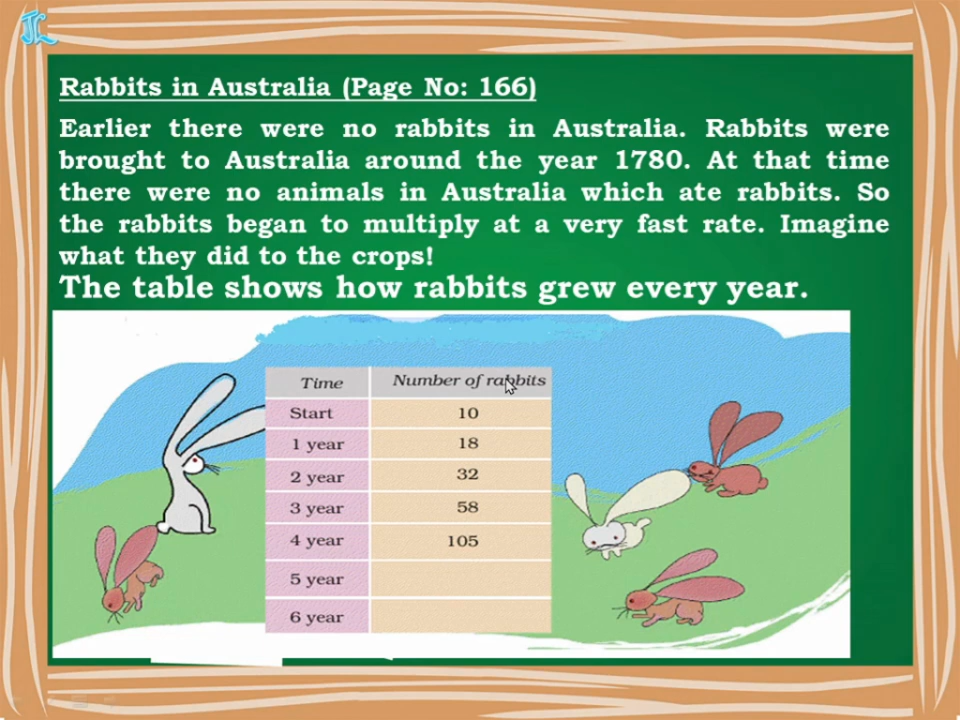 JL
Rabbits in Australia (Page No: 166)
Earlier there were no rabbits in Australia. Rabbits were
brought to Australia around the year 1780. At that time
there were no animals in Australia which ate rabbits. So
the rabbits began to multiply at a very fast rate. Imagine
what they did to the crops!
The table shows how rabbits grew every year.
Time Number of rabbits
Start 10
1 year 18
2 year 32
3 year 58
4 year 105
5 year
6 year